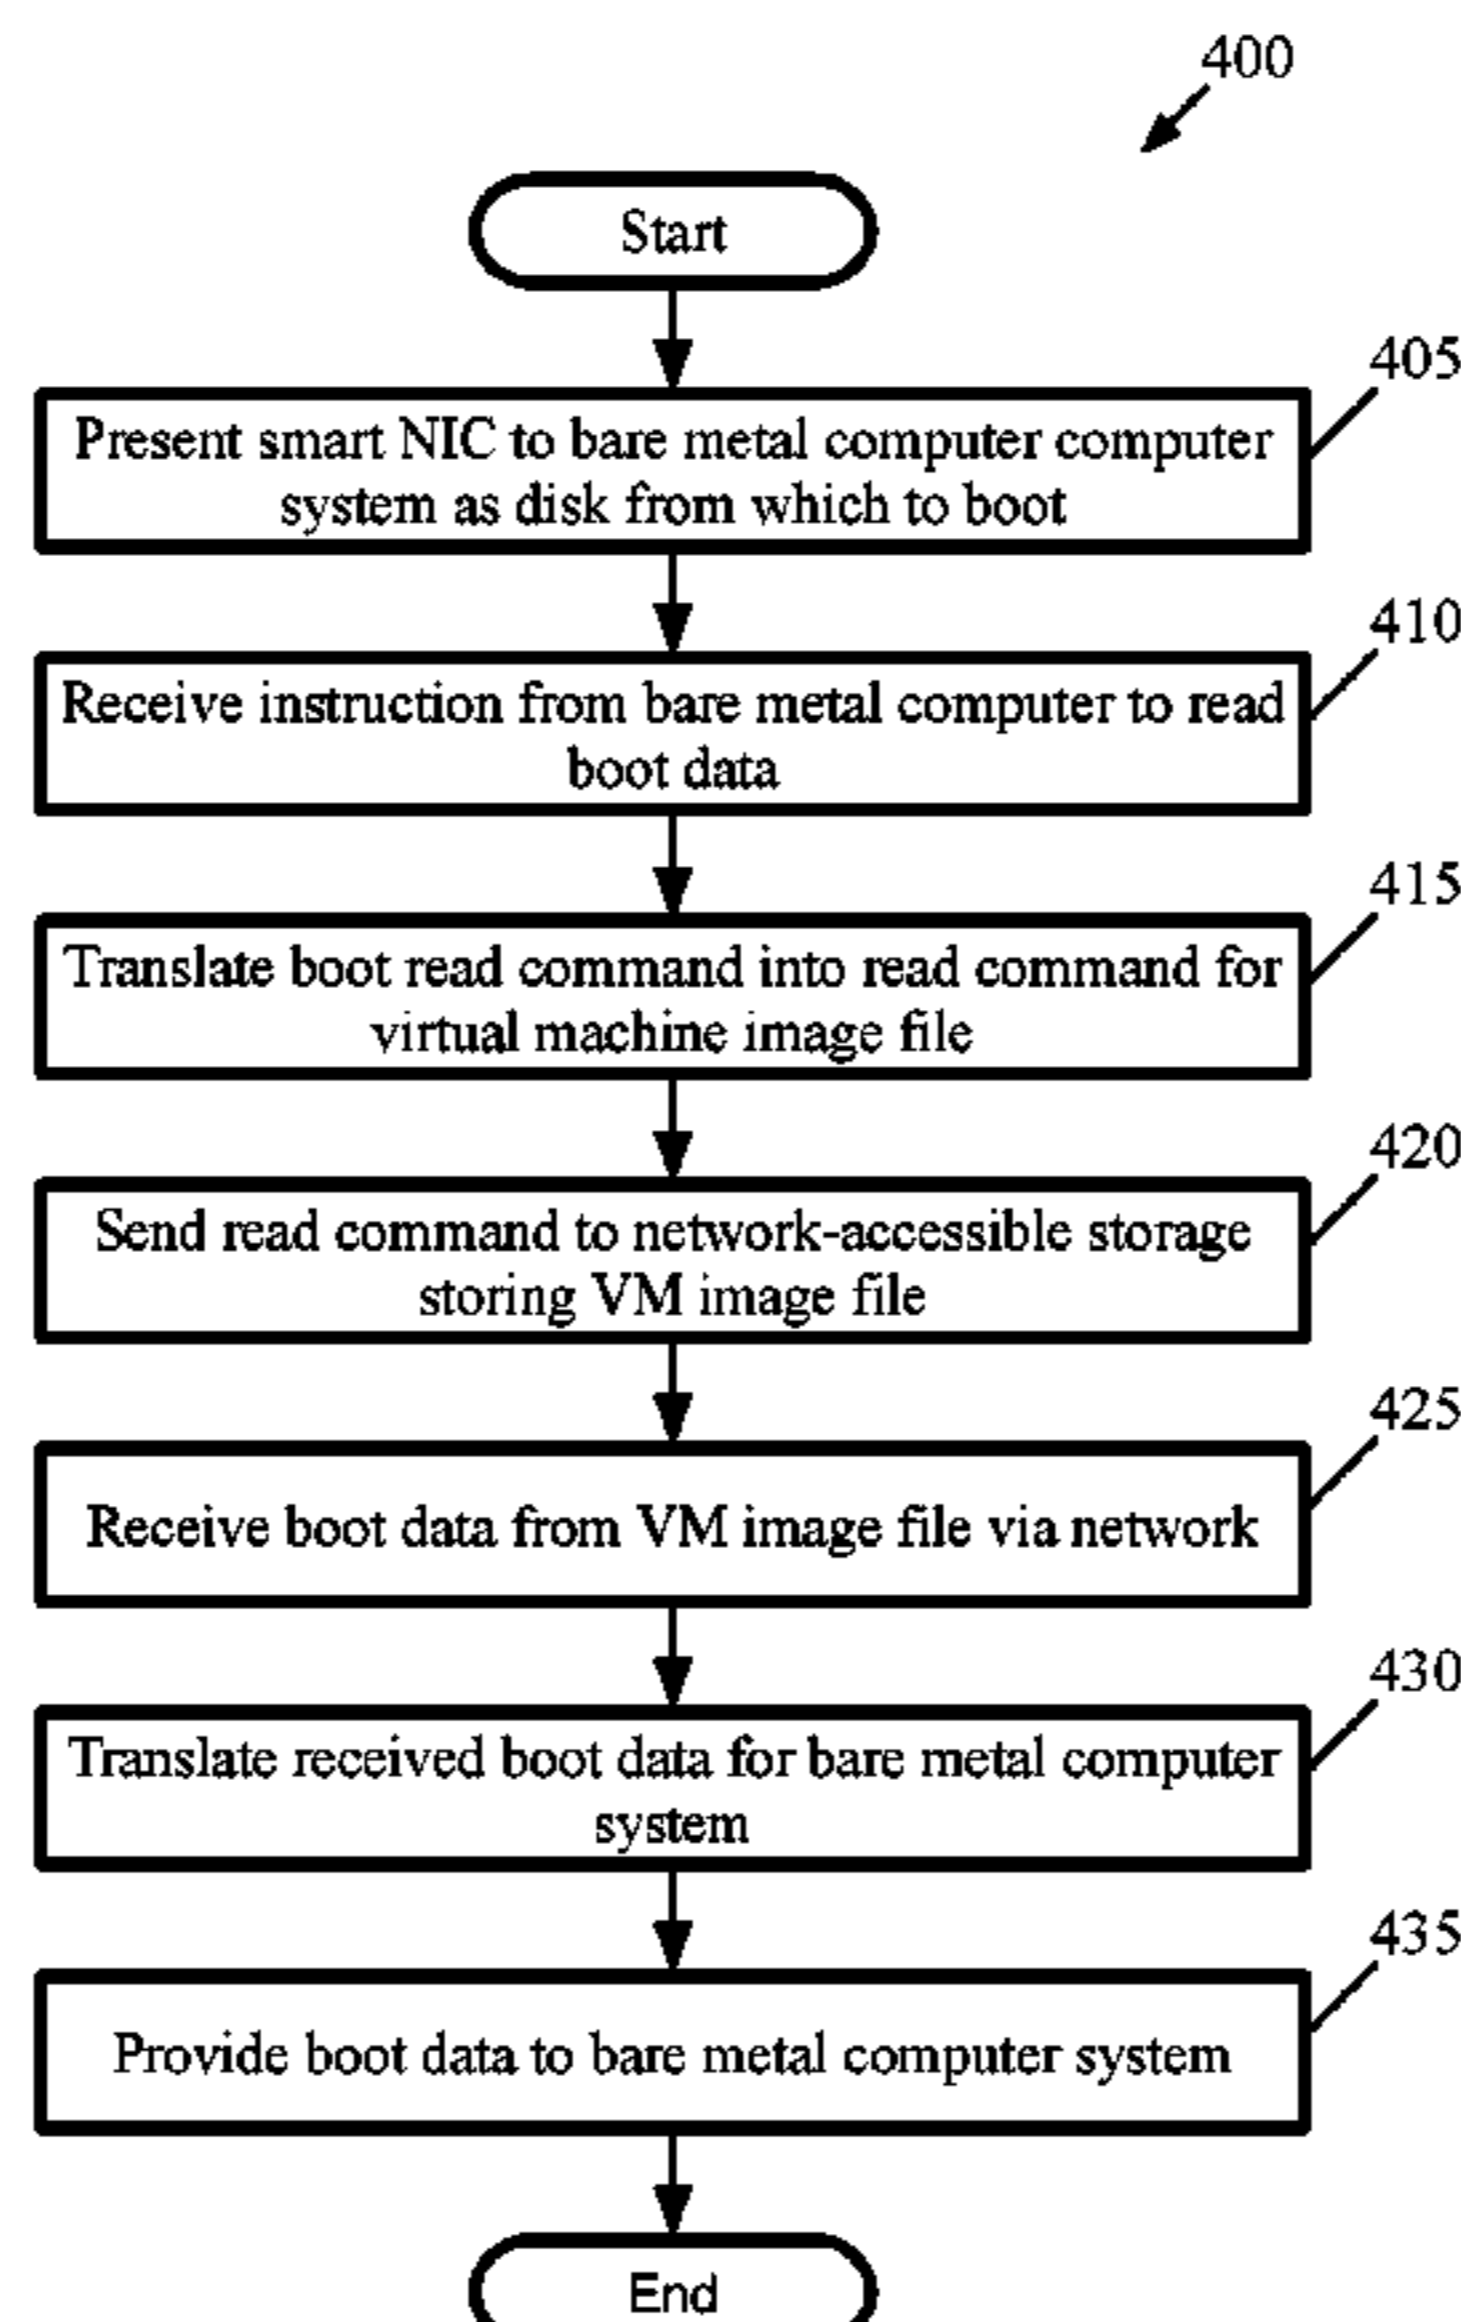 400
Start
405
Present smart NIC to bare metal computer computer
system as disk from which to boot
410
Receive instruction from bare metal computer to read
boot data
415
Translate boot read command into read command for
virtual machine image file
420
Send read command to network-accessible storage
storing VM image file
425
Receive boot data from VM image file via network
430
Translate received boot data for bare metal computer
system
435
Provide boot data to bare metal computer system
End